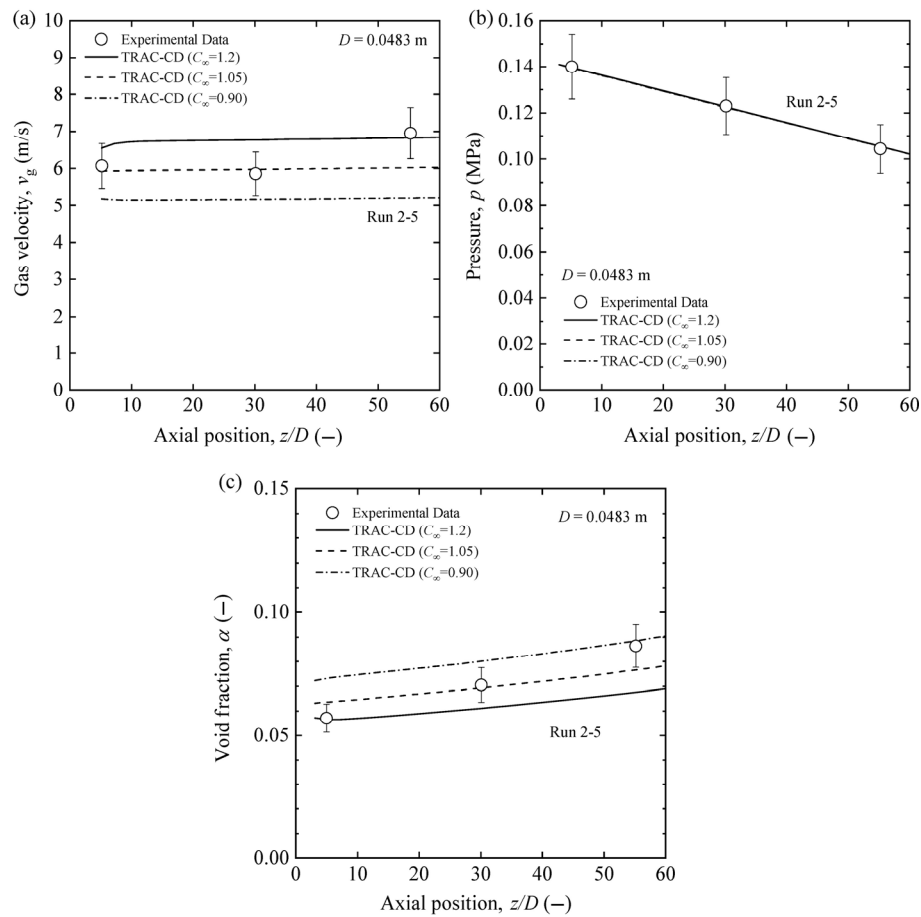 (a)
10
9
8
7
6
5
4
3
2
1
0
Gas velocity, v_g (m/s)
Experimental Data
TRAC-CD (C∞=1.2)
TRAC-CD (C∞=1.05)
TRAC-CD (C∞=0.90)
D = 0.0483 m
Run 2-5
0 10 20 30 40 50 60
Axial position, z/D (–)
(b)
0.16
0.14
0.12
0.10
0.08
0.06
0.04
0.02
0.00
Pressure, p (MPa)
Run 2-5
D = 0.0483 m
Experimental Data
TRAC-CD (C∞=1.2)
TRAC-CD (C∞=1.05)
TRAC-CD (C∞=0.90)
0 10 20 30 40 50 60
Axial position, z/D (–)
(c)
0.15
0.10
0.05
0.00
Void fraction, α (–)
Experimental Data
TRAC-CD (C∞=1.2)
TRAC-CD (C∞=1.05)
TRAC-CD (C∞=0.90)
D = 0.0483 m
Run 2-5
0 10 20 30 40 50 60
Axial position, z/D (–)